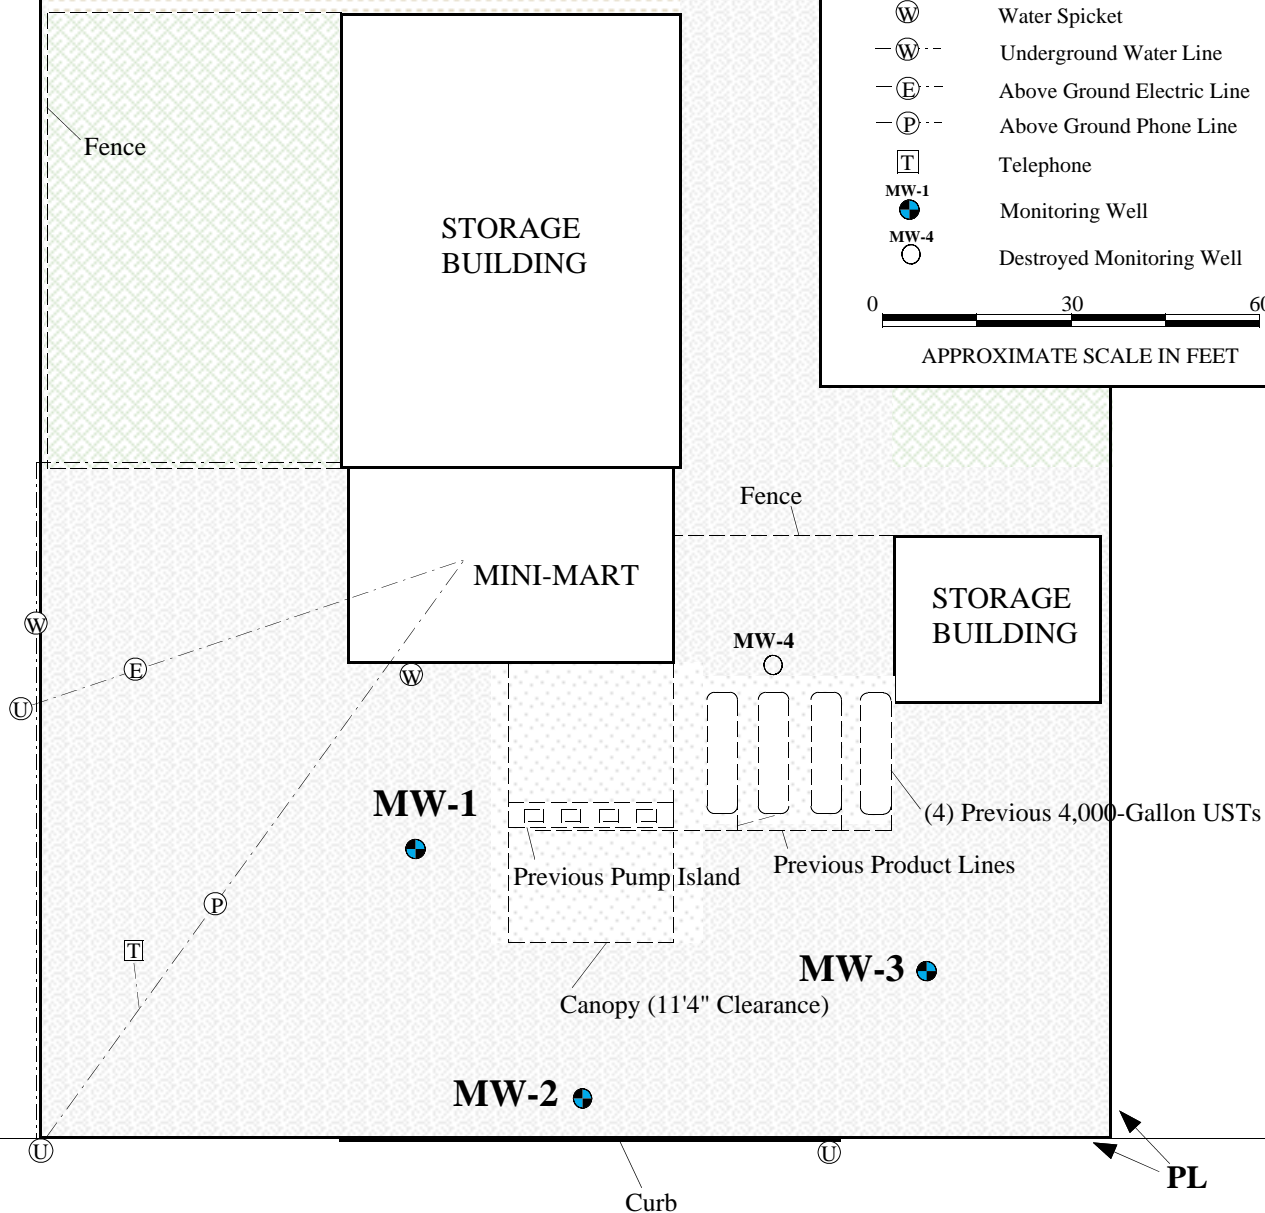 W Water Spicket
W Underground Water Line
E Above Ground Electric Line
P Above Ground Phone Line
T Telephone
MW-1
Monitoring Well
MW-4
Destroyed Monitoring Well
0 30 60
APPROXIMATE SCALE IN FEET
Fence
STORAGE
BUILDING
Fence
MINI-MART
STORAGE
BUILDING
W
MW-4
E
W
U
MW-1
(4) Previous 4,000-Gallon USTs
Previous Product Lines
Previous Pump Island
P
T
MW-3
Canopy (11'4" Clearance)
MW-2
U
U
PL
Curb